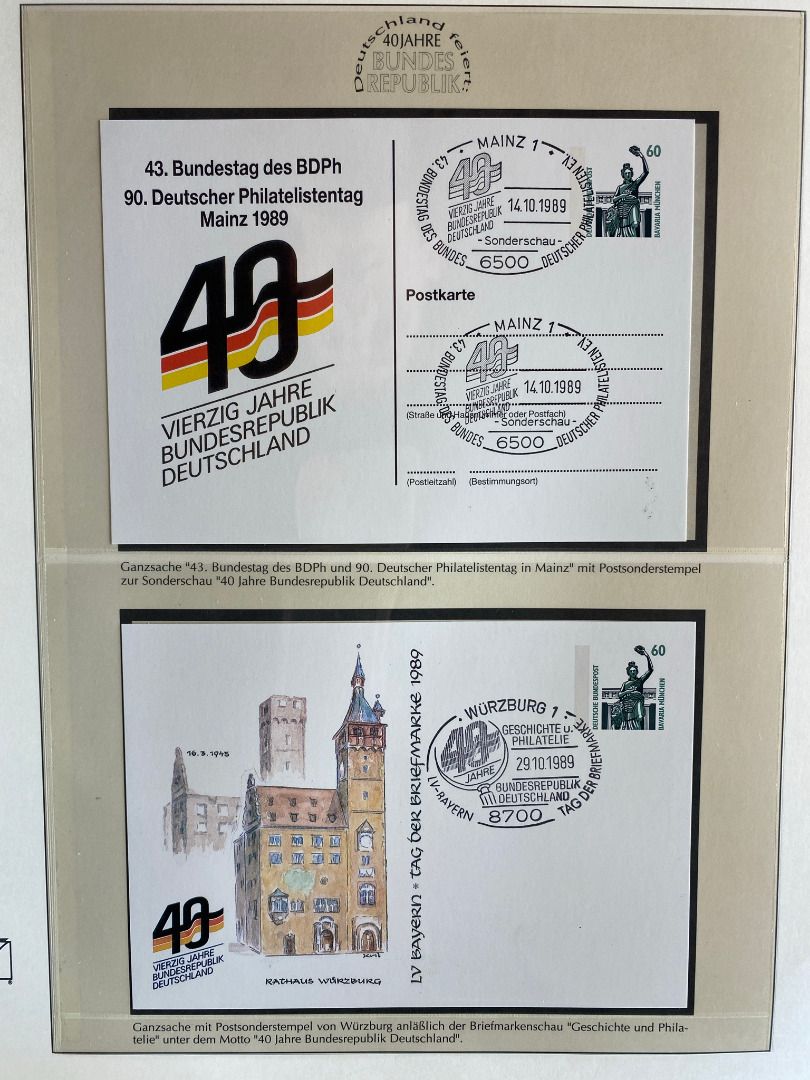 Deutschland feiert:
40 JAHRE
BUNDES
REPUBLIK
43. Bundestag des BDPh
90. Deutscher Philatelistentag
Mainz 1989
40
VIERZIG JAHRE
BUNDESREPUBLIK
DEUTSCHLAND
MAINZ 1
43. BUNDESTAG DES BUNDES DEUTSCHER PHILATELISTEN E.V.
40
VIERZIG JAHRE
BUNDESREPUBLIK
DEUTSCHLAND
14.10.1989
-Sonderschau-
6500
60
BAVARIA MÜNCHEN
Postkarte
MAINZ 1
43. BUNDESTAG DES BUNDES DEUTSCHER PHILATELISTEN E.V.
40
VIERZIG JAHRE
BUNDESREPUBLIK
DEUTSCHLAND
14.10.1989
-Sonderschau-
6500
(Straße und Hausnummer oder Postfach)
(Postleitzahl) (Bestimmungsort)
Ganzsache "43. Bundestag des BDPh und 90. Deutscher Philatelistentag in Mainz" mit Postsonderstempel
zur Sonderschau "40 Jahre Bundesrepublik Deutschland".
16.3.1945
40
VIERZIG JAHRE
BUNDESREPUBLIK
DEUTSCHLAND
RATHAUS WÜRZBURG
LV BAYERN * TAG DER BRIEFMARKE 1989
WÜRZBURG 1
40
JAHRE
GESCHICHTE U.
PHILATELIE
29.10.1989
BUNDESREPUBLIK
DEUTSCHLAND
LV-BAYERN TAG DER BRIEFMARKE
8700
60
DEUTSCHE BUNDESPOST
BAVARIA MÜNCHEN
Ganzsache mit Postsonderstempel von Würzburg anläßlich der Briefmarkenschau "Geschichte und Phila-
telie" unter dem Motto "40 Jahre Bundesrepublik Deutschland".